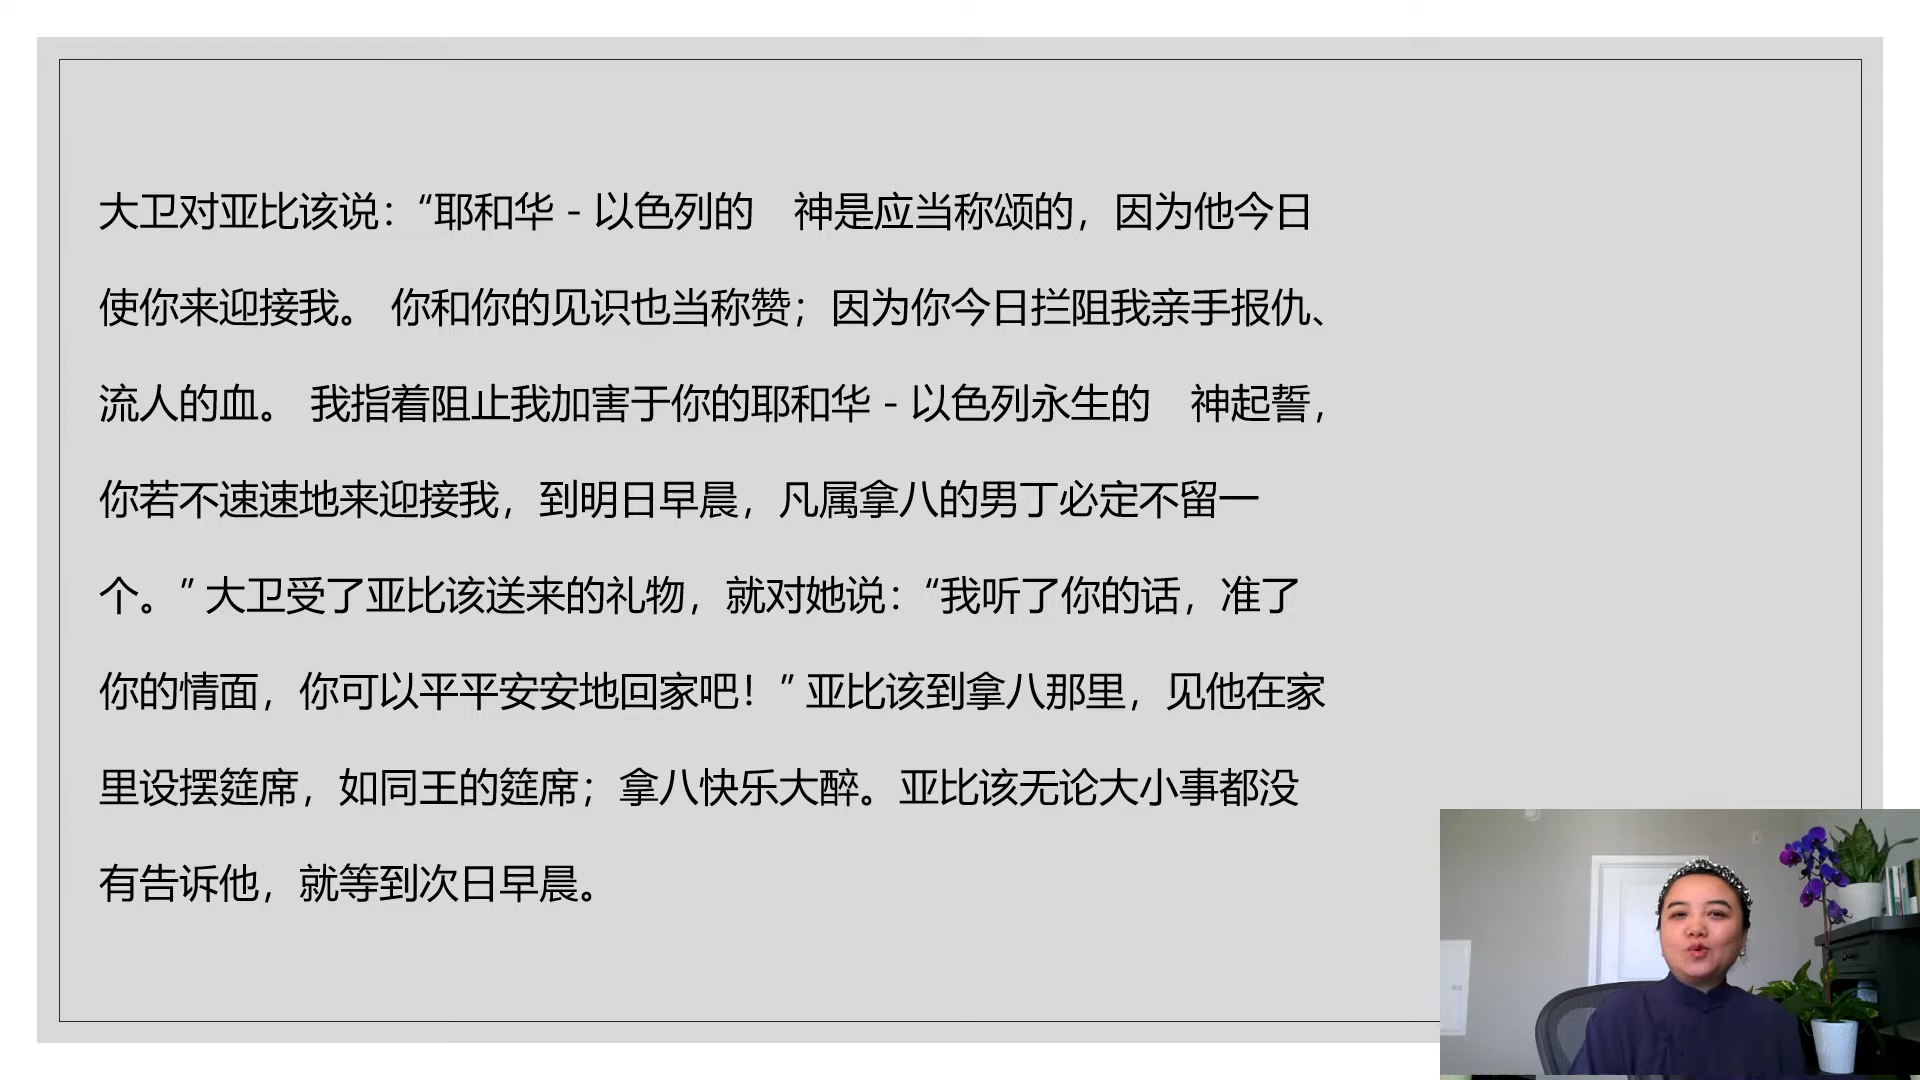 大卫对亚比该说：“耶和华 - 以色列的　神是应当称颂的，因为他今日
使你来迎接我。 你和你的见识也当称赞；因为你今日拦阻我亲手报仇、
流人的血。 我指着阻止我加害于你的耶和华 - 以色列永生的　神起誓，
你若不速速地来迎接我，到明日早晨，凡属拿八的男丁必定不留一
个。” 大卫受了亚比该送来的礼物，就对她说：“我听了你的话，准了
你的情面，你可以平平安安地回家吧！” 亚比该到拿八那里，见他在家
里设摆筵席，如同王的筵席；拿八快乐大醉。亚比该无论大小事都没
有告诉他，就等到次日早晨。